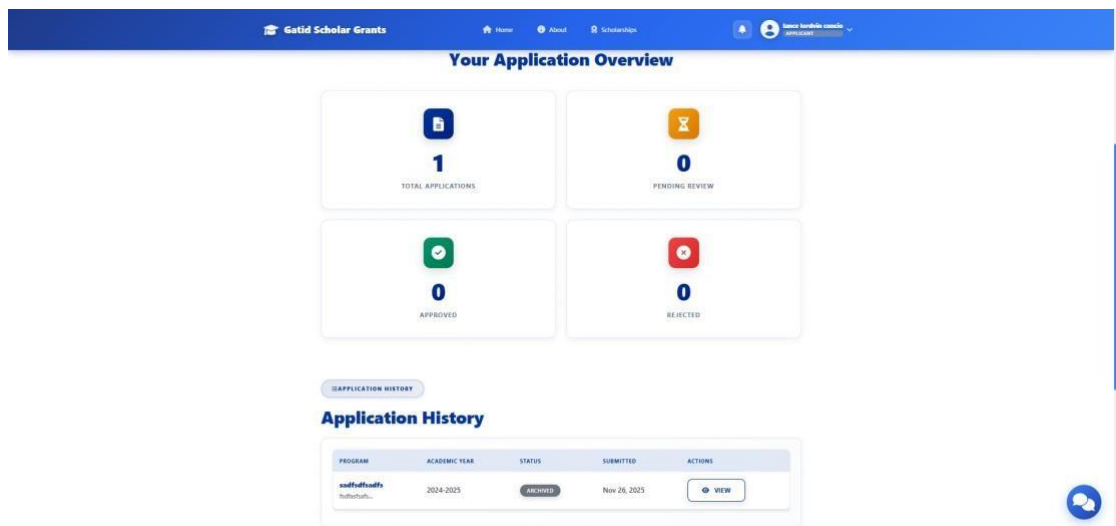 Gatid Scholar Grants
Home
About
Scholarships
APPLICANT
Your Application Overview
1
TOTAL APPLICATIONS
0
PENDING REVIEW
0
APPROVED
0
REJECTED
APPLICATION HISTORY
Application History
PROGRAM ACADEMIC YEAR STATUS SUBMITTED ACTIONS
sadfsdfsadfs 2024-2025 ARCHIVED Nov 26, 2025 VIEW